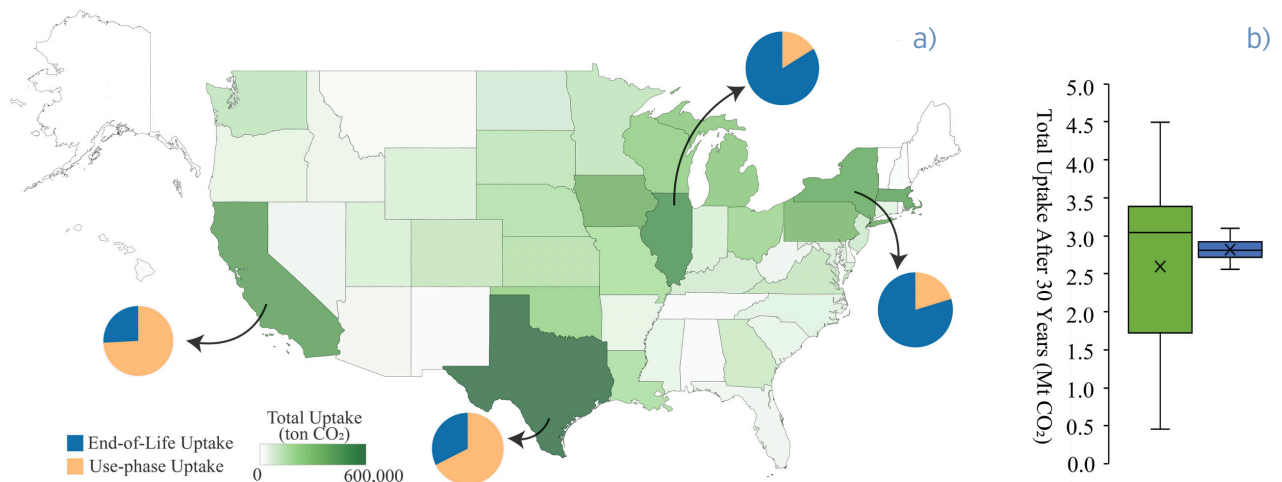 a)
b)
End-of-Life Uptake
Use-phase Uptake
Total Uptake
(ton CO₂)
0
600,000
Total Uptake After 30 Years (Mt CO₂)
5.0
4.5
4.0
3.5
3.0
2.5
2.0
1.5
1.0
0.5
0.0